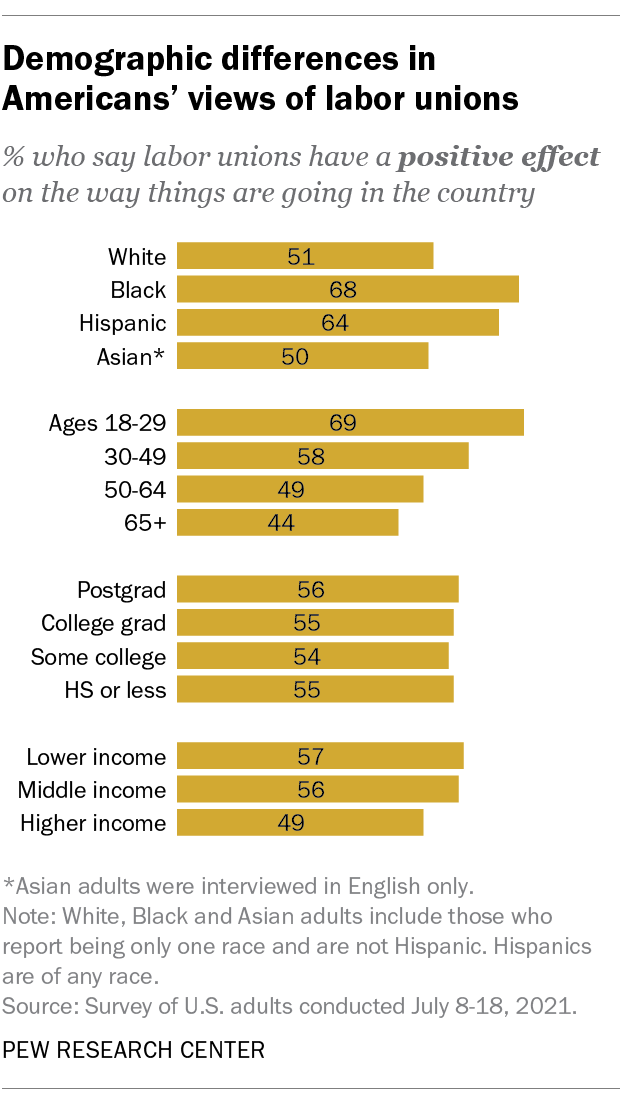 Demographic differences in
Americans’ views of labor unions
% who say labor unions have a positive effect
on the way things are going in the country
White 51
Black 68
Hispanic 64
Asian* 50
Ages 18-29 69
30-49 58
50-64 49
65+ 44
Postgrad 56
College grad 55
Some college 54
HS or less 55
Lower income 57
Middle income 56
Higher income 49
*Asian adults were interviewed in English only.
Note: White, Black and Asian adults include those who
report being only one race and are not Hispanic. Hispanics
are of any race.
Source: Survey of U.S. adults conducted July 8-18, 2021.
PEW RESEARCH CENTER